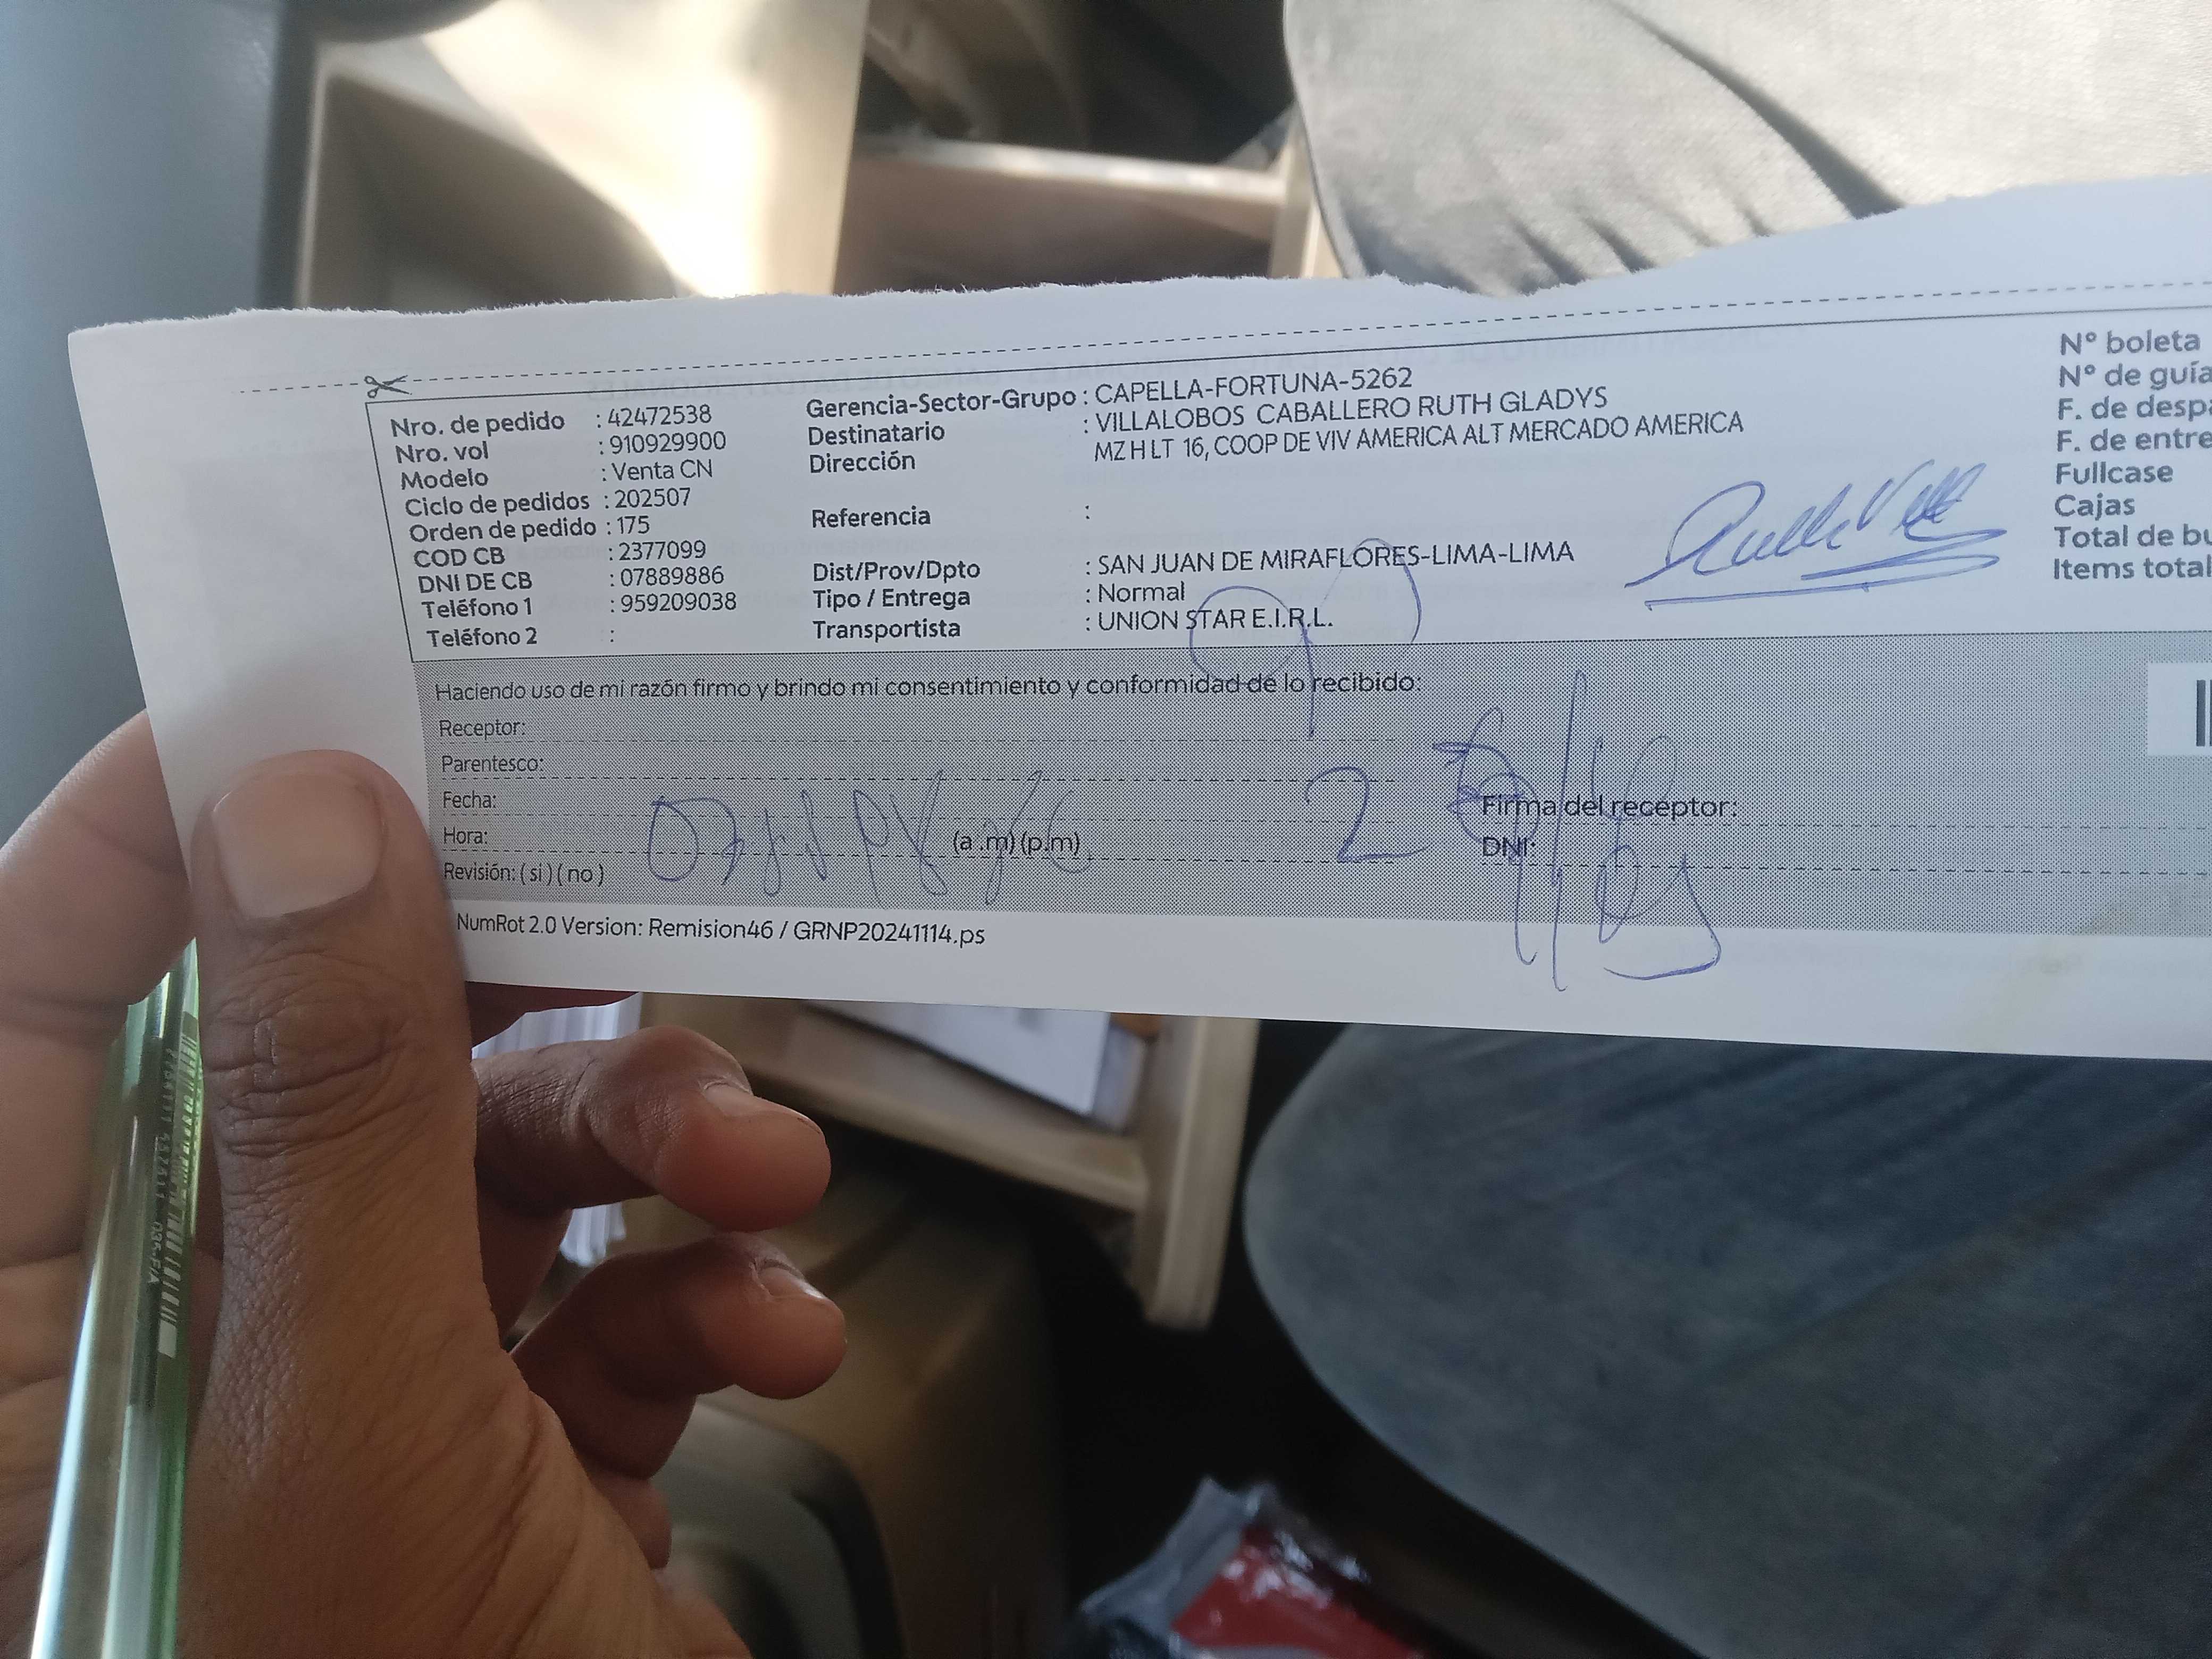 Nro. de pedido : 42472538
Nro. vol : 910929900
Modelo : Venta CN
Ciclo de pedidos : 202507
Orden de pedido : 175
COD CB : 2377099
DNI DE CB : 07889886
Teléfono 1 : 959209038
Teléfono 2 :
Gerencia-Sector-Grupo : CAPELLA-FORTUNA-5262
Destinatario : VILLALOBOS CABALLERO RUTH GLADYS
Dirección MZ H LT 16, COOP DE VIV AMERICA ALT MERCADO AMERICA
Referencia :
Dist/Prov/Dpto : SAN JUAN DE MIRAFLORES-LIMA-LIMA
Tipo / Entrega : Normal
Transportista : UNION STAR E.I.R.L.
N° boleta
N° de guía
F. de despa
F. de entre
Fullcase
Cajas
Total de bu
Items total
Haciendo uso de mi razón firmo y brindo mi consentimiento y conformidad de lo recibido:
Receptor:
Parentesco:
Fecha:
Hora: (a .m) (p.m)
Revisión: ( si ) ( no )
Firma del receptor:
DNI:
NumRot 2.0 Version: Remision46 / GRNP20241114.ps